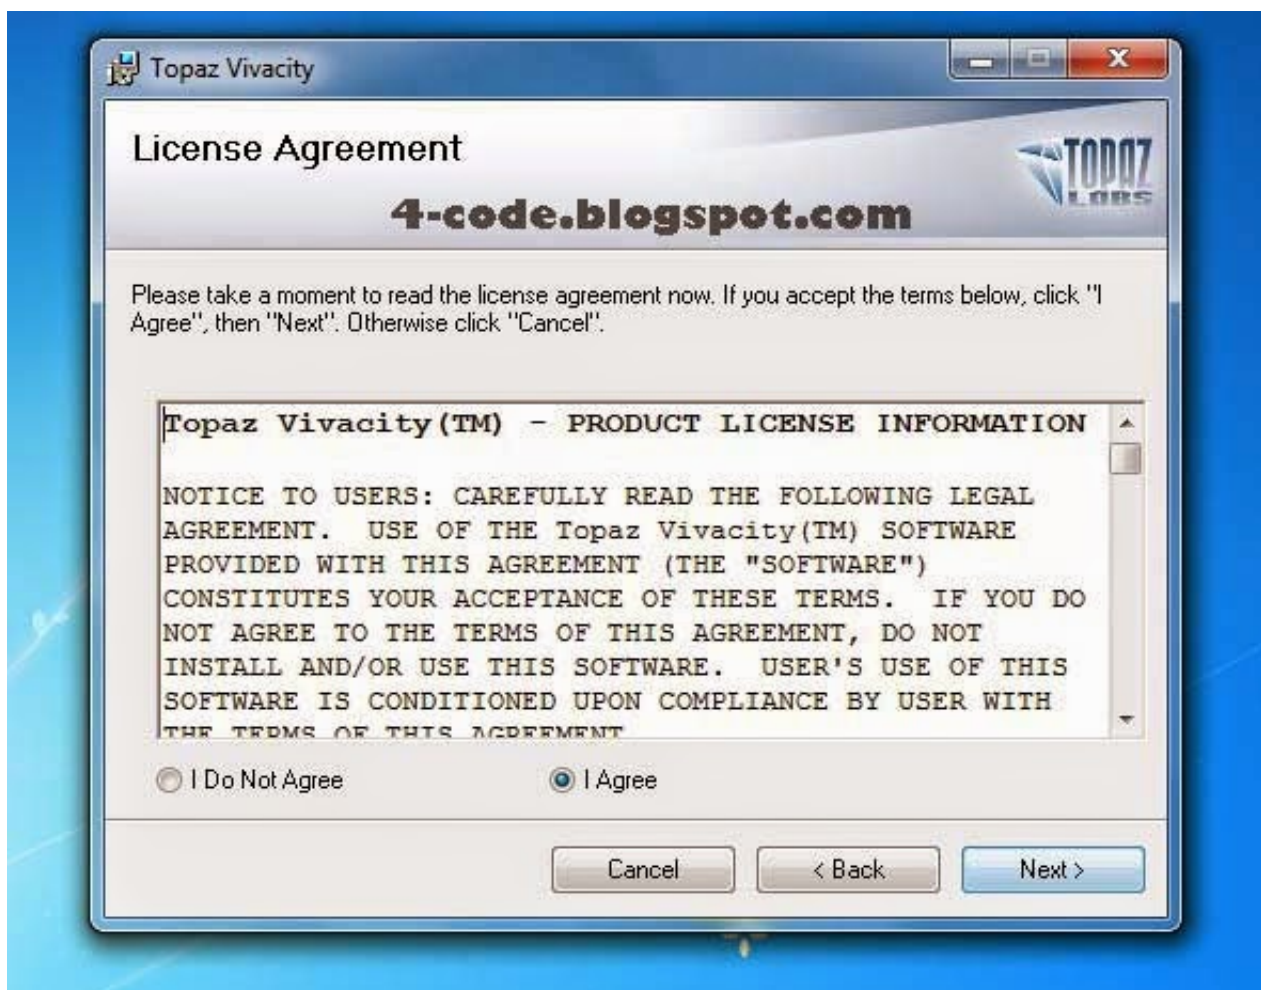 Topaz Vivacity
License Agreement
TOPAZ
LABS
4-code.blogspot.com
Please take a moment to read the license agreement now. If you accept the terms below, click "I
Agree", then "Next". Otherwise click "Cancel".
Topaz Vivacity(TM) - PRODUCT LICENSE INFORMATION
NOTICE TO USERS: CAREFULLY READ THE FOLLOWING LEGAL
AGREEMENT.  USE OF THE Topaz Vivacity(TM) SOFTWARE
PROVIDED WITH THIS AGREEMENT (THE "SOFTWARE")
CONSTITUTES YOUR ACCEPTANCE OF THESE TERMS.  IF YOU DO
NOT AGREE TO THE TERMS OF THIS AGREEMENT, DO NOT
INSTALL AND/OR USE THIS SOFTWARE.  USER'S USE OF THIS
SOFTWARE IS CONDITIONED UPON COMPLIANCE BY USER WITH
THE TERMS OF THIS AGREEMENT
I Do Not Agree
I Agree
Cancel
< Back
Next >